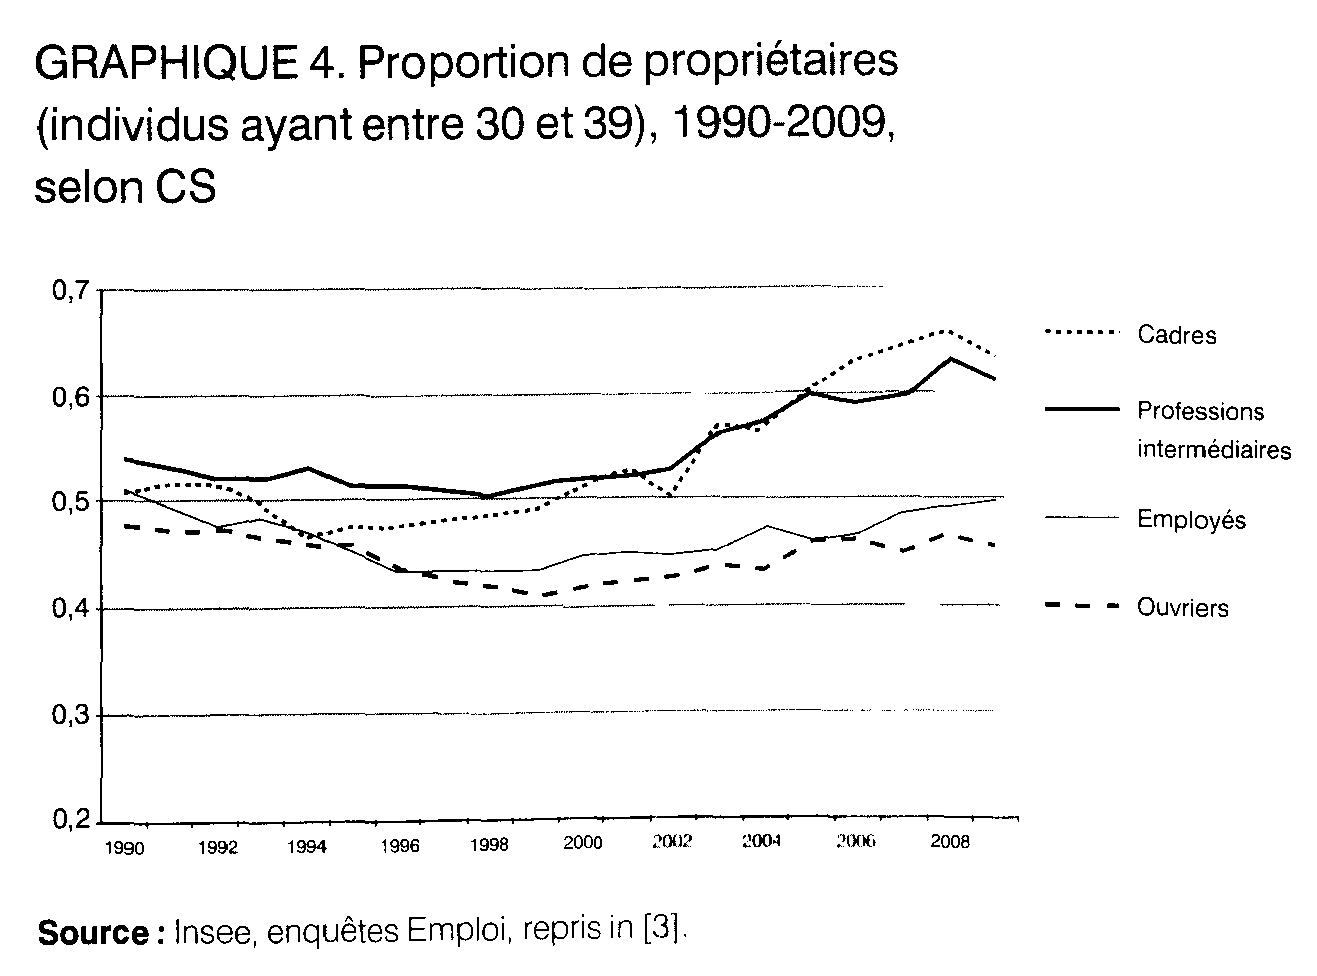 GRAPHIQUE 4. Proportion de propriétaires
(individus ayant entre 30 et 39), 1990-2009,
selon CS
0,7
0,6
0,5
0,4
0,3
0,2
1990 1992 1994 1996 1998 2000 2002 2004 2006 2008
Cadres
Professions
intermédiaires
Employés
Ouvriers
Source : Insee, enquêtes Emploi, repris in [3].